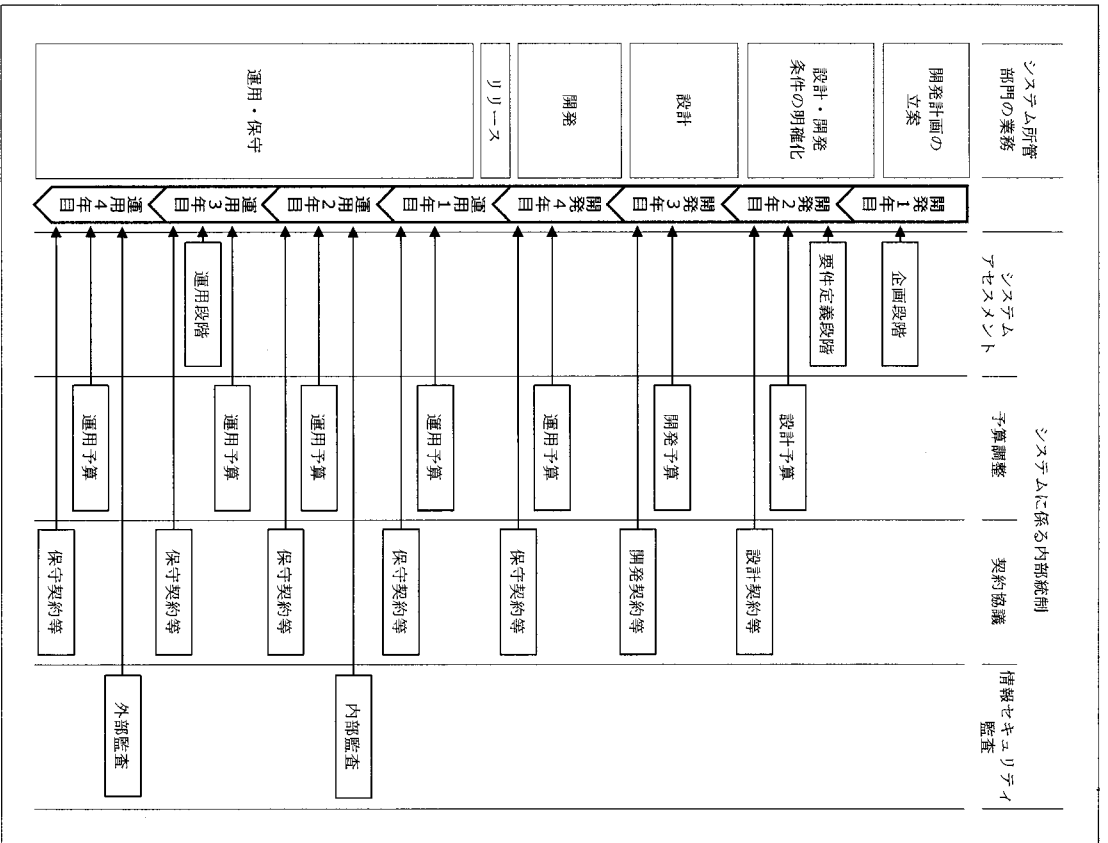 システムに係る内部統制
システム所管
部門の業務
システム
アセスメント
予算調整
契約協議
情報セキュリティ
監査
開発計画の
立案
開発
1年目
企画段階
設計・開発
条件の明確化
開発
2年目
要件定義段階
設計予算
設計契約等
設計
開発
3年目
開発予算
開発契約等
開発
開発
4年目
運用予算
保守契約等
リリース
運用・保守
運用
1年目
運用予算
保守契約等
運用
2年目
内部監査
運用予算
保守契約等
運用
3年目
運用予算
運用段階
保守契約等
運用
4年目
外部監査
運用予算
保守契約等